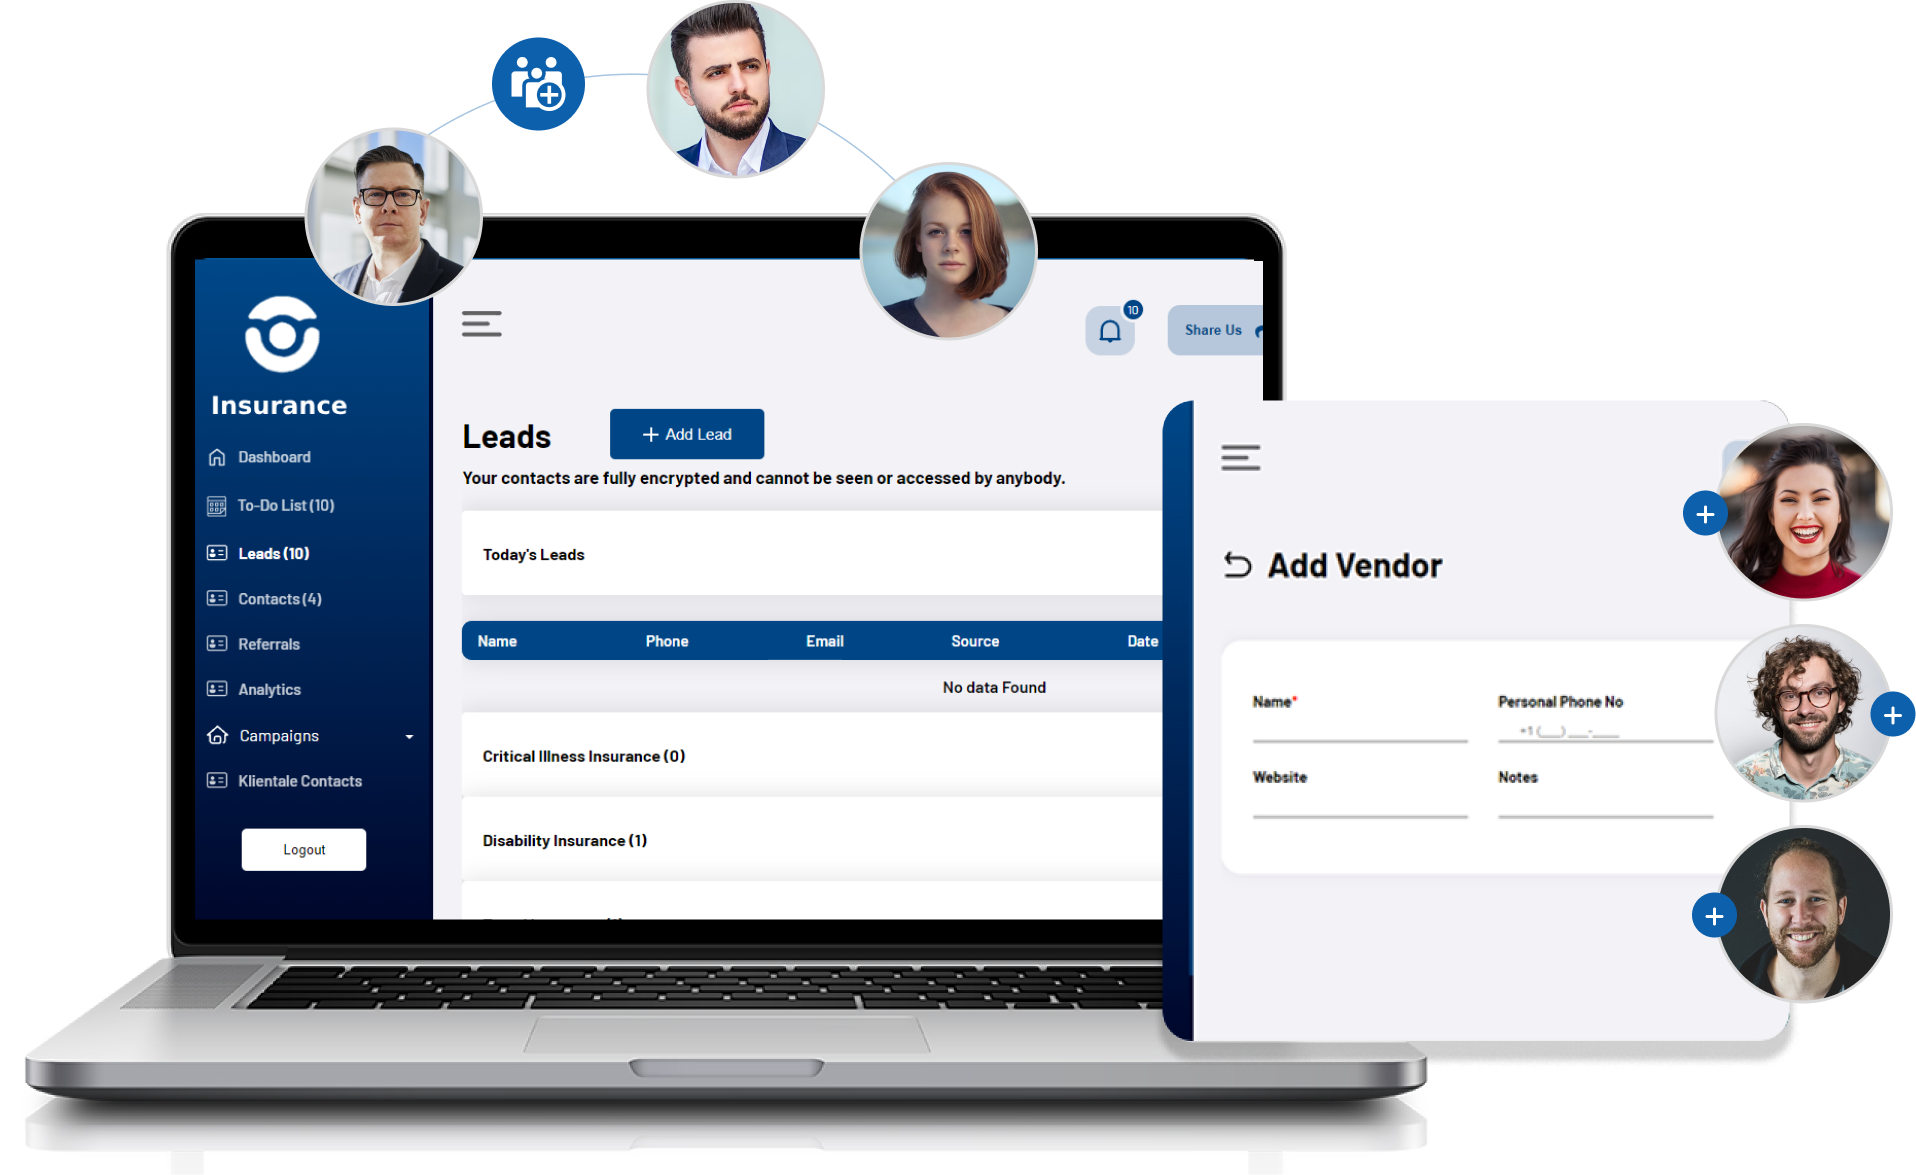 10
Share Us
Insurance
Dashboard
To-Do List (10)
Leads (10)
Contacts (4)
Referrals
Analytics
Campaigns
Klientale Contacts
Logout
Leads
+ Add Lead
Your contacts are fully encrypted and cannot be seen or accessed by anybody.
Today's Leads
Name Phone Email Source Date
No data Found
Critical Illness Insurance (0)
Disability Insurance (1)
Add Vendor
Name* Personal Phone No
+1 (___) ___-____
Website Notes